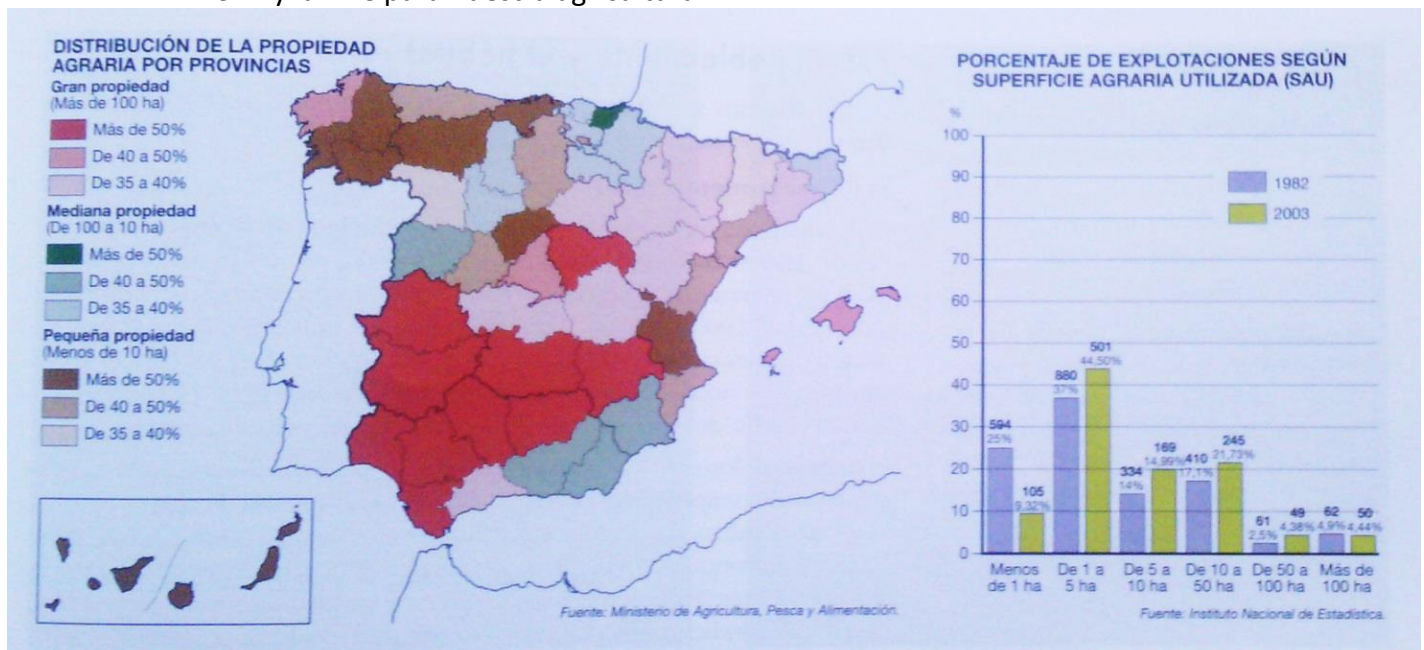 DISTRIBUCIÓN DE LA PROPIEDAD
AGRARIA POR PROVINCIAS
Gran propiedad
(Más de 100 ha)
Más de 50%
De 40 a 50%
De 35 a 40%
Mediana propiedad
(De 100 a 10 ha)
Más de 50%
De 40 a 50%
De 35 a 40%
Pequeña propiedad
(Menos de 10 ha)
Más de 50%
De 40 a 50%
De 35 a 40%
Fuente: Ministerio de Agricultura, Pesca y Alimentación.
PORCENTAJE DE EXPLOTACIONES SEGÚN
SUPERFICIE AGRARIA UTILIZADA (SAU)
%
100
90
80
70
60
50
40
30
20
10
0
1982
2003
594
25%
105
9,32%
880
37%
501
44,50%
334
14%
169
14,99%
410
17,1%
245
21,73%
61
2,5%
49
4,38%
62
4,9%
50
4,44%
Menos
de 1 ha
De 1 a
5 ha
De 5 a
10 ha
De 10 a
50 ha
De 50 a
100 ha
Más de
100 ha
Fuente: Instituto Nacional de Estadística.